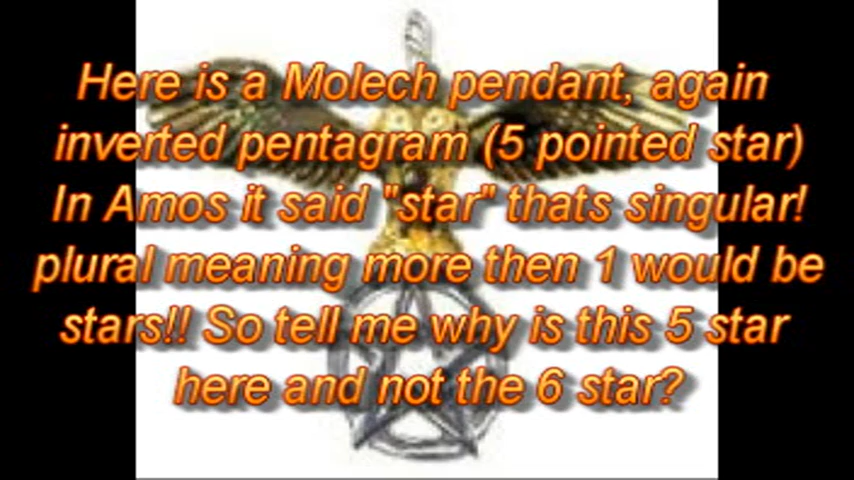 Here is a Molech pendant, again
inverted pentagram (5 pointed star)
In Amos it said "star" thats singular!
plural meaning more then 1 would be
stars!! So tell me why is this 5 star
here and not the 6 star?